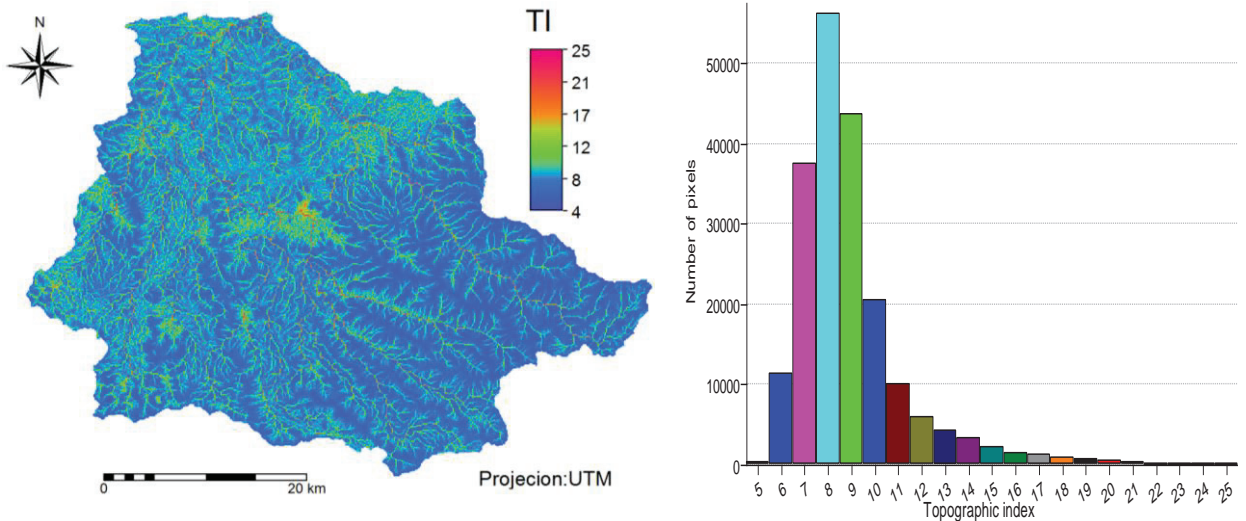 N
TI
25
21
17
12
8
4
0
20 km
Projecion:UTM
Number of pixels
50000
40000
30000
20000
10000
0
5 6 7 8 9 10 11 12 13 14 15 16 17 18 19 20 21 22 23 24 25
Topographic index